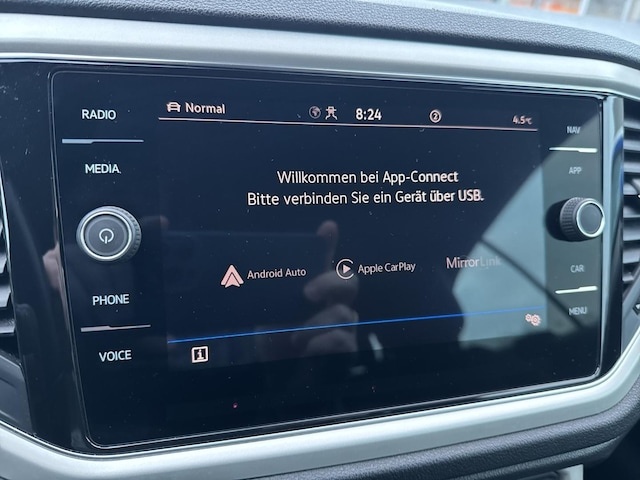 RADIO
MEDIA
PHONE
VOICE
Normal
8:24
2
4.5°C
Willkommen bei App-Connect
Bitte verbinden Sie ein Gerät über USB.
Android Auto
Apple CarPlay
MirrorLink
i
NAV
APP
CAR
MENU